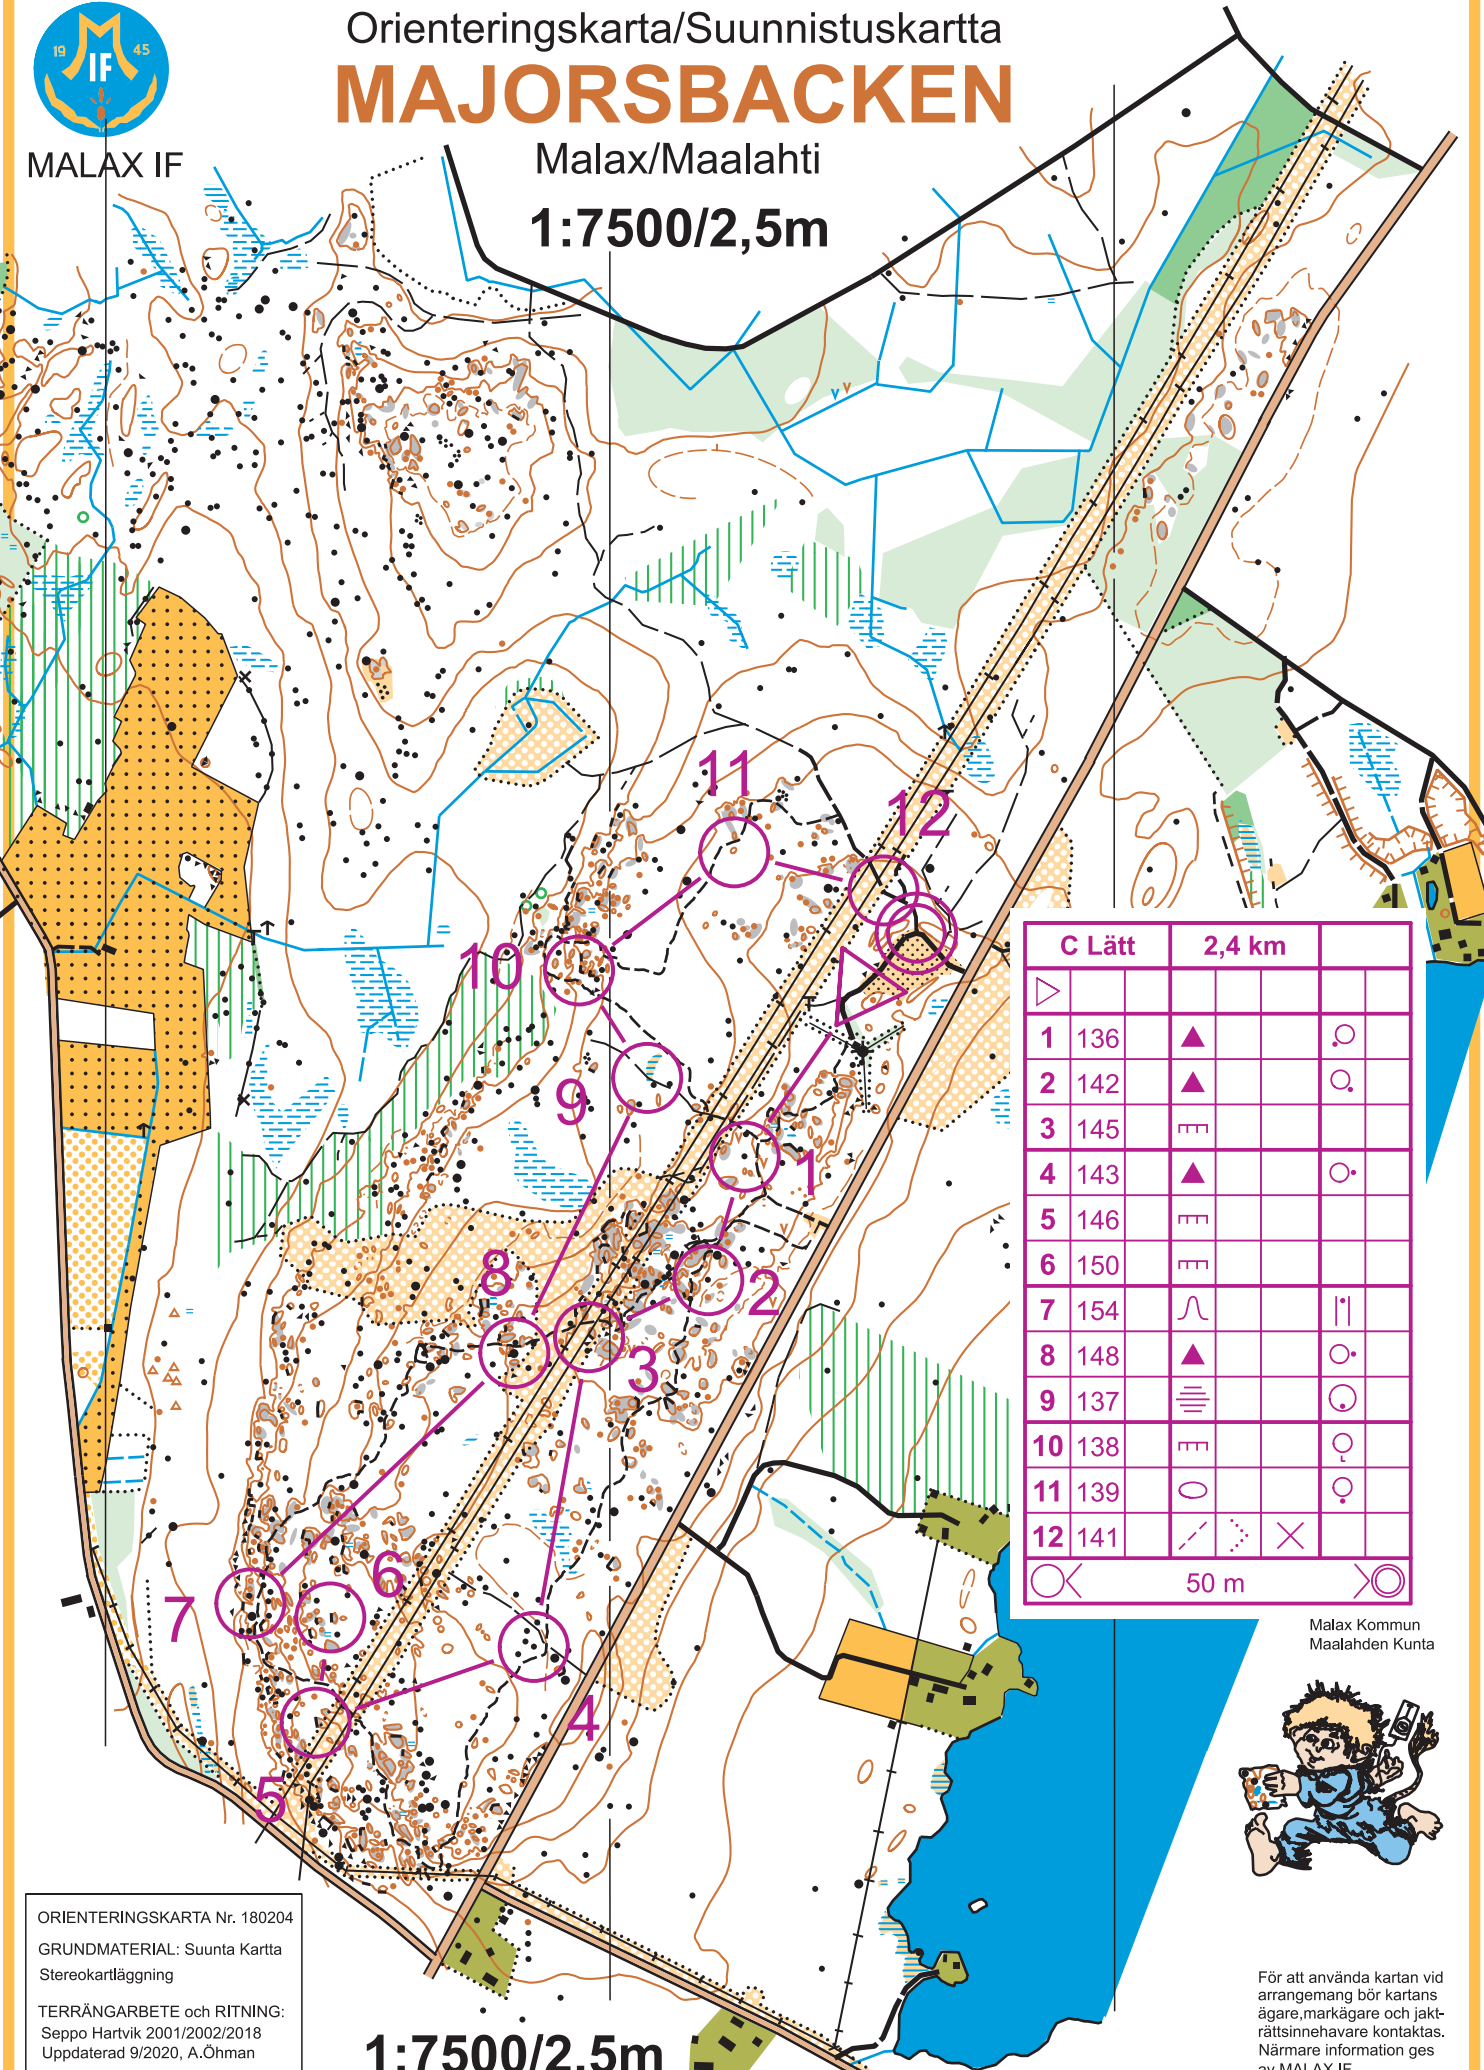 19 45
IF
MALAX IF
Orienteringskarta/Suunnistuskartta
MAJORSBACKEN
Malax/Maalahti
1:7500/2,5m
11
12
10
9
1
8
2
3
6
7
4
5
C Lätt 2,4 km
1 136
2 142
3 145
4 143
5 146
6 150
7 154
8 148
9 137
10 138
11 139
12 141
50 m
Malax Kommun
Maalahden Kunta
ORIENTERINGSKARTA Nr. 180204
GRUNDMATERIAL: Suunta Kartta
Stereokartläggning
TERRÄNGARBETE och RITNING:
Seppo Hartvik 2001/2002/2018
Uppdaterad 9/2020, A.Öhman
1:7500/2,5m
För att använda kartan vid
arrangemang bör kartans
ägare,markägare och jakt-
rättsinnehavare kontaktas.
Närmare information ges
av MALAX IF